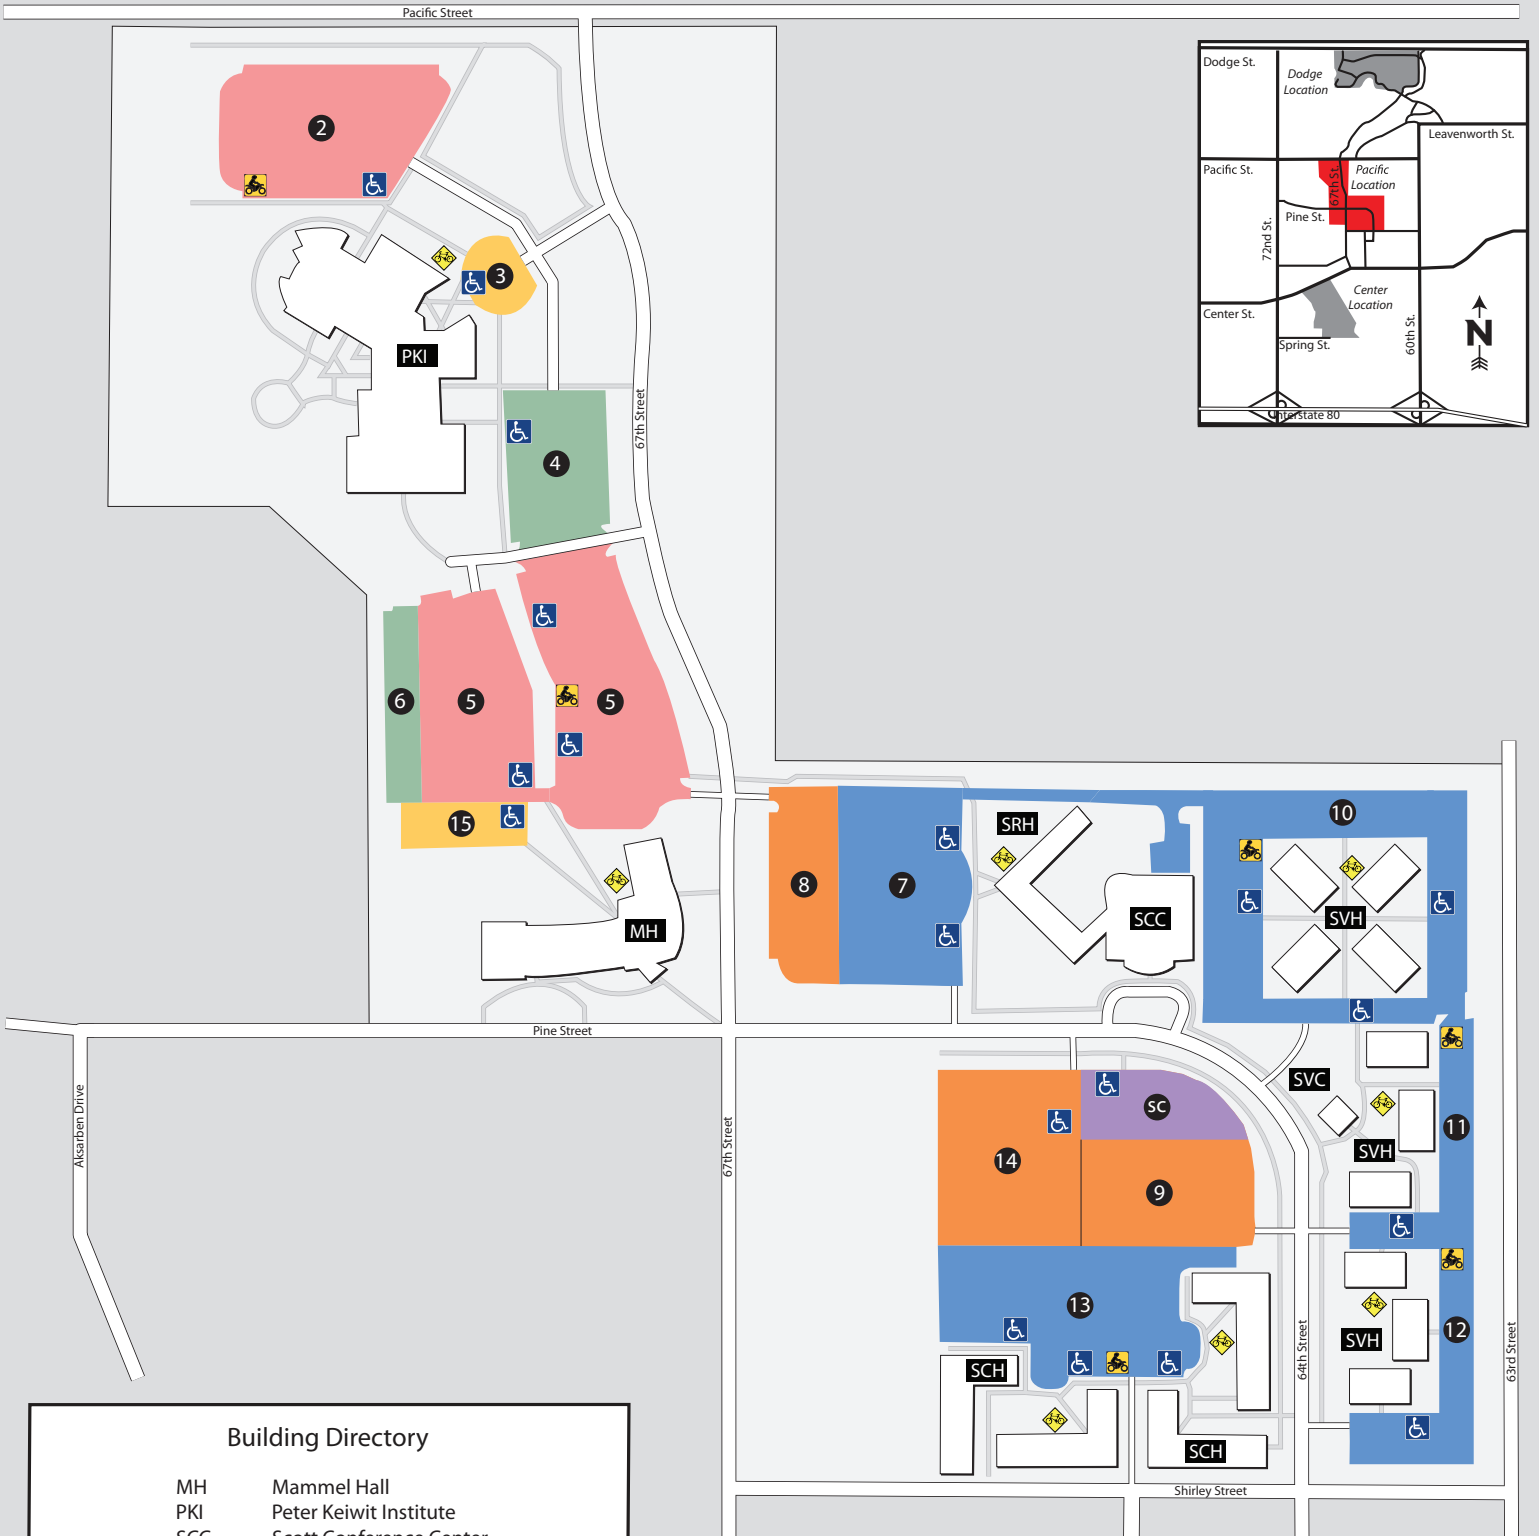 Pacific Street
Dodge St.
Dodge
Location
Leavenworth St.
Pacific St.
Pacific
Location
67th St.
Pine St.
72nd St.
Center
Location
Center St.
60th St.
N
Spring St.
Interstate 80
2
3
PKI
67th Street
4
6
5
5
15
MH
8
7
SRH
SCC
10
SVH
Pine Street
SVC
SC
11
SVH
14
9
Aksarben Drive
67th Street
13
64th Street
SVH
12
63rd Street
SCH
SCH
Shirley Street
Building Directory
MH Mammel Hall
PKI Peter Keiwit Institute
SCC Scott Conference Center